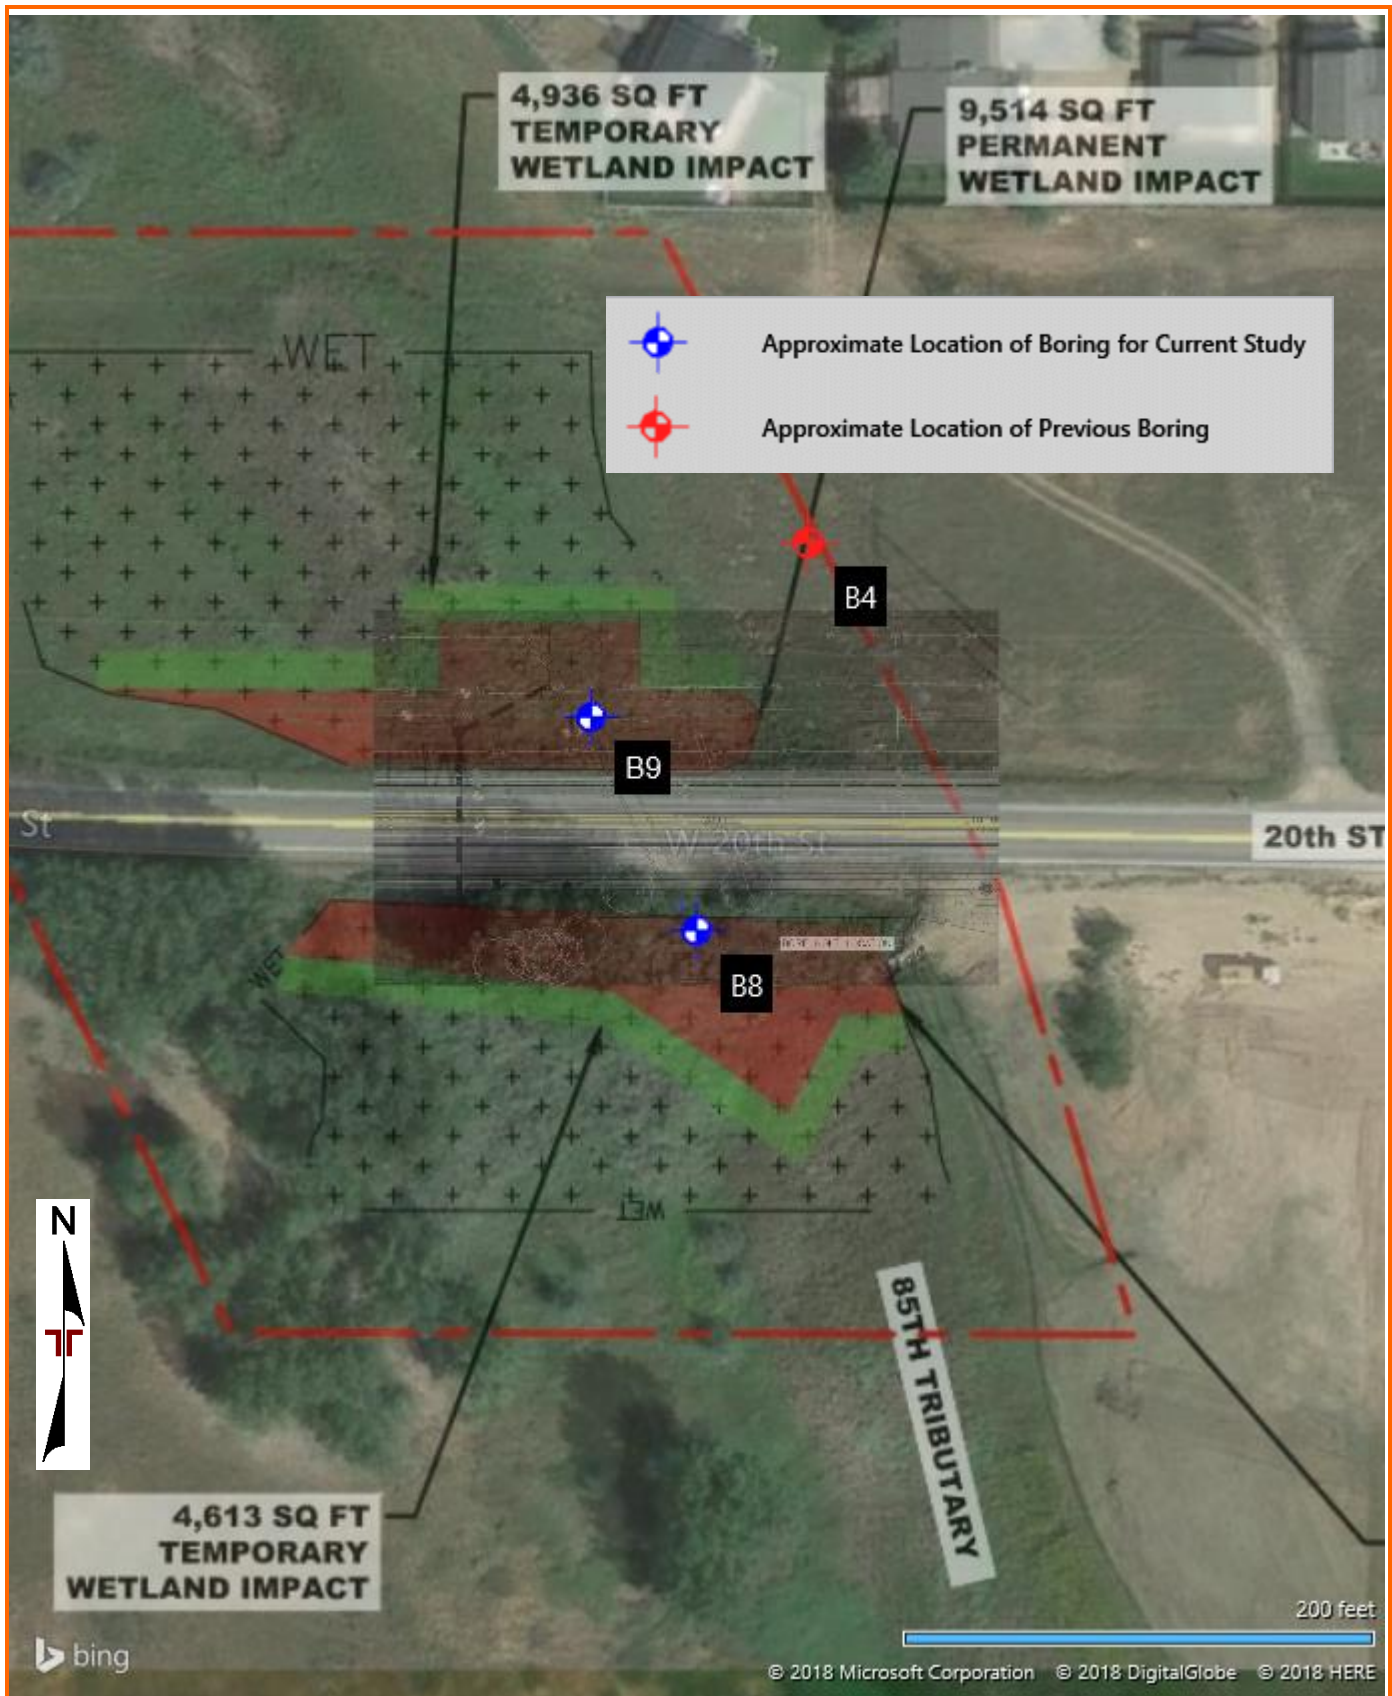 4,936 SQ FT
TEMPORARY
WETLAND IMPACT
9,514 SQ FT
PERMANENT
WETLAND IMPACT
WET
Approximate Location of Boring for Current Study
Approximate Location of Previous Boring
B4
B9
St
W 20th St
20th ST
B8
WET
WET
N
85TH TRIBUTARY
4,613 SQ FT
TEMPORARY
WETLAND IMPACT
200 feet
bing
© 2018 Microsoft Corporation © 2018 DigitalGlobe © 2018 HERE